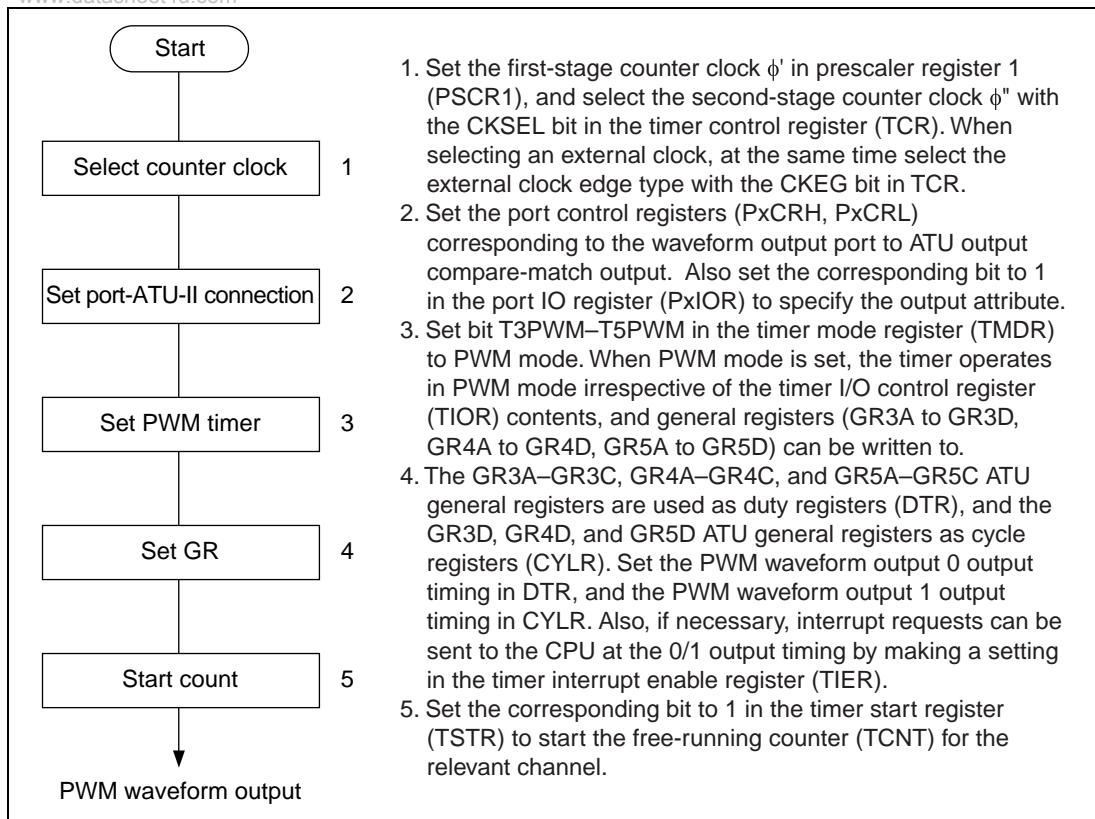 Start
Select counter clock 1
Set port-ATU-II connection 2
Set PWM timer 3
Set GR 4
Start count 5
PWM waveform output
1. Set the first-stage counter clock ϕ' in prescaler register 1
(PSCR1), and select the second-stage counter clock ϕ" with
the CKSEL bit in the timer control register (TCR). When
selecting an external clock, at the same time select the
external clock edge type with the CKEG bit in TCR.
2. Set the port control registers (PxCRH, PxCRL)
corresponding to the waveform output port to ATU output
compare-match output. Also set the corresponding bit to 1
in the port IO register (PxIOR) to specify the output attribute.
3. Set bit T3PWM–T5PWM in the timer mode register (TMDR)
to PWM mode. When PWM mode is set, the timer operates
in PWM mode irrespective of the timer I/O control register
(TIOR) contents, and general registers (GR3A to GR3D,
GR4A to GR4D, GR5A to GR5D) can be written to.
4. The GR3A–GR3C, GR4A–GR4C, and GR5A–GR5C ATU
general registers are used as duty registers (DTR), and the
GR3D, GR4D, and GR5D ATU general registers as cycle
registers (CYLR). Set the PWM waveform output 0 output
timing in DTR, and the PWM waveform output 1 output
timing in CYLR. Also, if necessary, interrupt requests can be
sent to the CPU at the 0/1 output timing by making a setting
in the timer interrupt enable register (TIER).
5. Set the corresponding bit to 1 in the timer start register
(TSTR) to start the free-running counter (TCNT) for the
relevant channel.